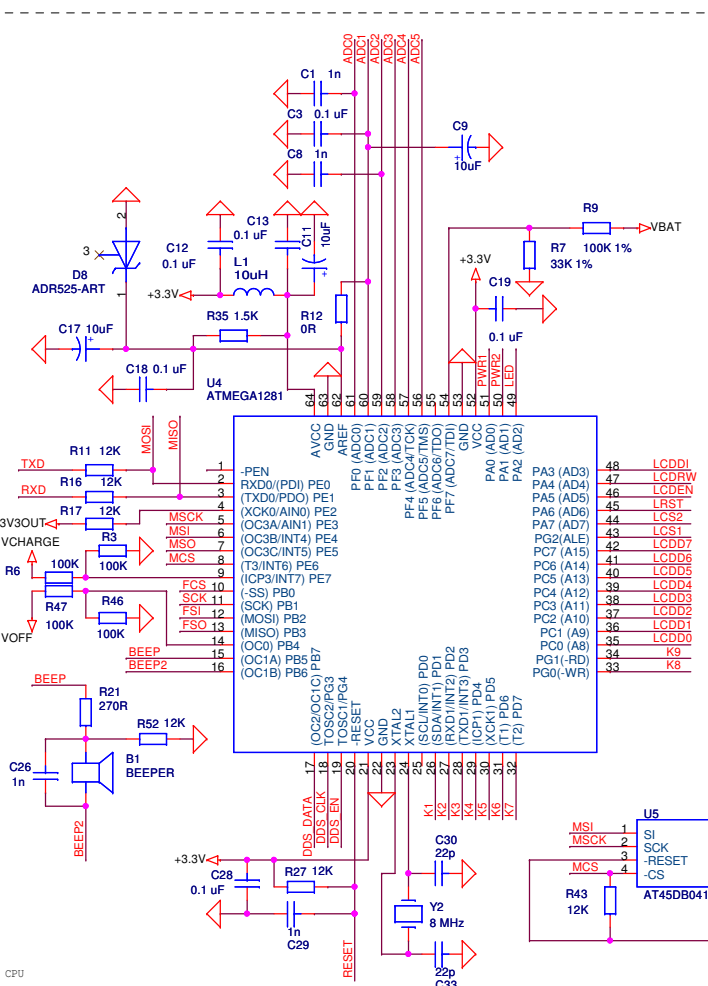 ADC0
ADC1
ADC2
ADC3
ADC4
ADC5
C1 1n
C3 0.1 uF
C8 1n
C9
10uF
+
2
3
1
D8
ADR525-ART
C12
0.1 uF
C13
0.1 uF
C11
10uF
+
L1
10uH
+3.3V
R35 1.5K
R12
0R
C17 10uF
+
C18 0.1 uF
R9
100K 1%
VBAT
R7
33K 1%
+3.3V
C19
0.1 uF
PWR1
PWR2
LED
U4
ATMEGA1281
64
63
62
61
60
59
58
57
56
55
54
53
52
51
50
49
AVCC
GND
AREF
PF0 (ADC0)
PF1 (ADC1)
PF2 (ADC2)
PF3 (ADC3)
PF4 (ADC4/TCK)
PF5 (ADC5/TMS)
PF6 (ADC6/TDO)
PF7 (ADC7/TDI)
GND
VCC
PA0 (AD0)
PA1 (AD1)
PA2 (AD2)
MOSI
MISO
TXD
R11 12K
RXD
R16 12K
3V3OUT
R17 12K
VCHARGE
R3
100K
R6
100K
R47
100K
R46
100K
VOFF
MSCK
MSI
MSO
MCS
FCS
SCK
FSI
FSO
BEEP
BEEP2
1 -PEN
2 RXD0/(PDI) PE0
3 (TXD0/PDO) PE1
4 (XCK0/AIN0) PE2
5 (OC3A/AIN1) PE3
6 (OC3B/INT4) PE4
7 (OC3C/INT5) PE5
8 (T3/INT6) PE6
9 (ICP3/INT7) PE7
10 (-SS) PB0
11 (SCK) PB1
12 (MOSI) PB2
13 (MISO) PB3
14 (OC0) PB4
15 (OC1A) PB5
16 (OC1B) PB6
PA3 (AD3) 48 LCDDI
PA4 (AD4) 47 LCDRW
PA5 (AD5) 46 LCDEN
PA6 (AD6) 45 LRST
PA7 (AD7) 44 LCS2
PG2(ALE) 43 LCS1
PC7 (A15) 42 LCDD7
PC6 (A14) 41 LCDD6
PC5 (A13) 40 LCDD5
PC4 (A12) 39 LCDD4
PC3 (A11) 38 LCDD3
PC2 (A10) 37 LCDD2
PC1 (A9) 36 LCDD1
PC0 (A8) 35 LCDD0
PG1(-RD) 34 K9
PG0(-WR) 33 K8
(OC2/OC1C) PB7
TOSC2/PG3
TOSC1/PG4
-RESET
VCC
GND
XTAL2
XTAL1
(SCL/INT0) PD0
(SDA/INT1) PD1
(RXD1/INT2) PD2
(TXD1/INT3) PD3
(ICP1) PD4
(XCK1) PD5
(T1) PD6
(T2) PD7
17
18
19
20
21
22
23
24
25
26
27
28
29
30
31
32
DDS_DATA
DDS_CLK
DDS_EN
K1
K2
K3
K4
K5
K6
K7
BEEP
R21
270R
R52 12K
C26
1n
B1
BEEPER
BEEP2
+3.3V
C28
0.1 uF
R27 12K
1n
C29
RESET
C30
22p
Y2
8 MHz
22p
C33
U5
MSI 1 SI
MSCK 2 SCK
3 -RESET
MCS 4 -CS
AT45DB041
R43
12K
CPU